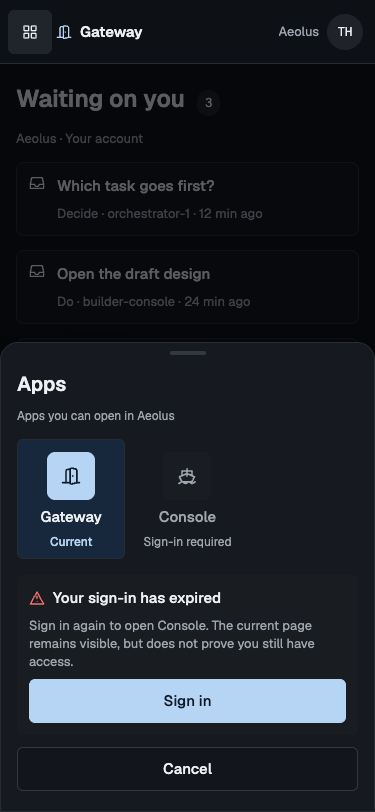 Gateway
Aeolus
TH
Waiting on you 3
Aeolus · Your account
Which task goes first?
Decide · orchestrator-1 · 12 min ago
Open the draft design
Do · builder-console · 24 min ago
Apps
Apps you can open in Aeolus
Gateway
Current
Console
Sign-in required
Your sign-in has expired
Sign in again to open Console. The current page
remains visible, but does not prove you still have
access.
Sign in
Cancel